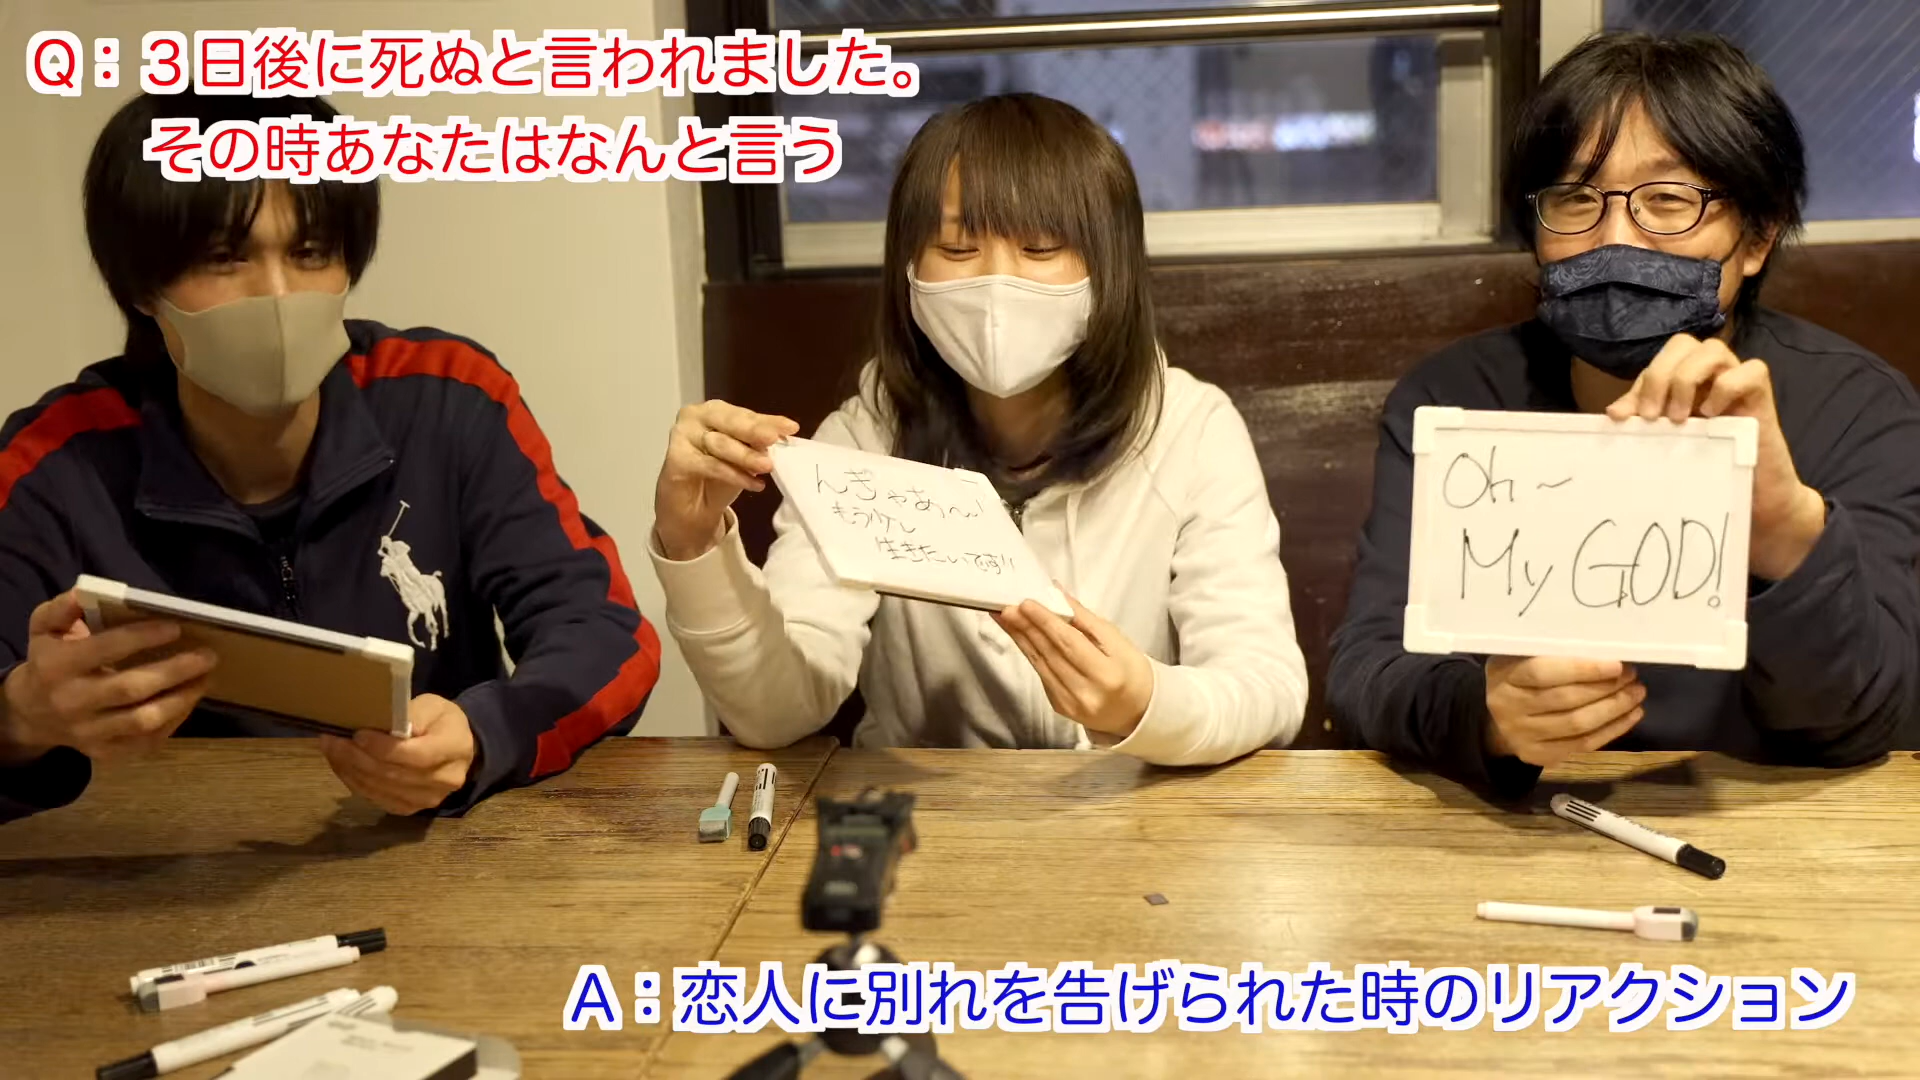 Q：３日後に死ぬと言われました。
その時あなたはなんと言う
んぎゃあ〜!
もう少し
生きたいです!!
Oh~
My GOD!
A：恋人に別れを告げられた時のリアクション